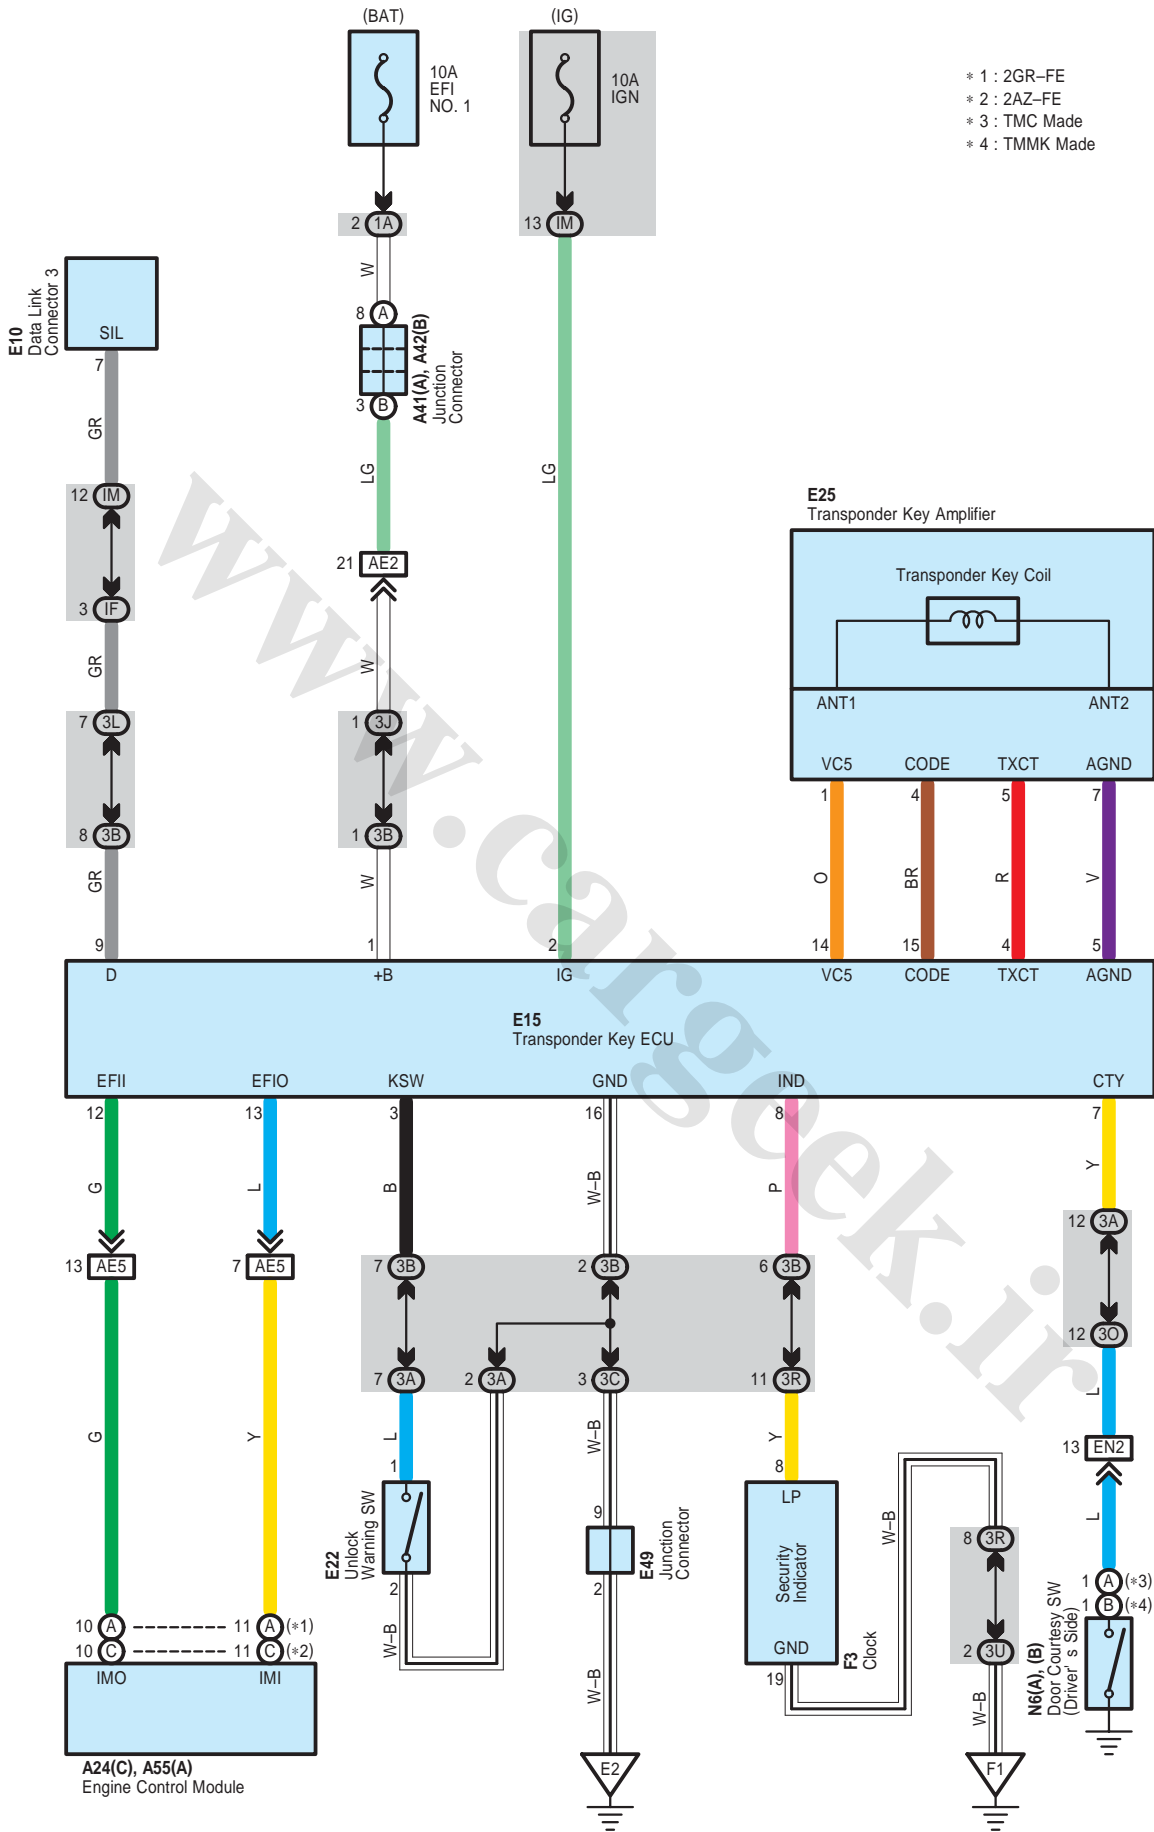 (BAT)
(IG)
10A
EFI
NO. 1
10A
IGN
* 1 : 2GR–FE
* 2 : 2AZ–FE
* 3 : TMC Made
* 4 : TMMK Made
2 1A
13 IM
W
8 A
A41(A), A42(B)
Junction
Connector
3 B
E10
Data Link
Connector 3
SIL
7
GR
LG
LG
12 IM
3 IF
21 AE2
GR
W
7 3L
1 3J
8 3B
1 3B
GR
W
E25
Transponder Key Amplifier
Transponder Key Coil
ANT1
ANT2
VC5 CODE TXCT AGND
1 4 5 7
O BR R V
9 1 2 14 15 4 5
D +B IG VC5 CODE TXCT AGND
E15
Transponder Key ECU
EFII EFIO KSW GND IND CTY
12 13 3 16 8 7
G L B W–B P Y
13 AE5
7 AE5
7 3B
2 3B
6 3B
12 3A
12 3O
7 3A
2 3A
3 3C
11 3R
G Y L W–B Y L
13 EN2
1
9
8
LP
Security
Indicator
GND
19
F3
Clock
E22
Unlock
Warning SW
2
W–B
E49
Junction
Connector
2
W–B
W–B
8 3R
2 3U
W–B
L
1 A (*3)
1 B (*4)
N6(A), (B)
Door Courtesy SW
(Driver' s Side)
10 A 11 A (*1)
10 C 11 C (*2)
IMO IMI
A24(C), A55(A)
Engine Control Module
E2
F1
www.cargeek.ir